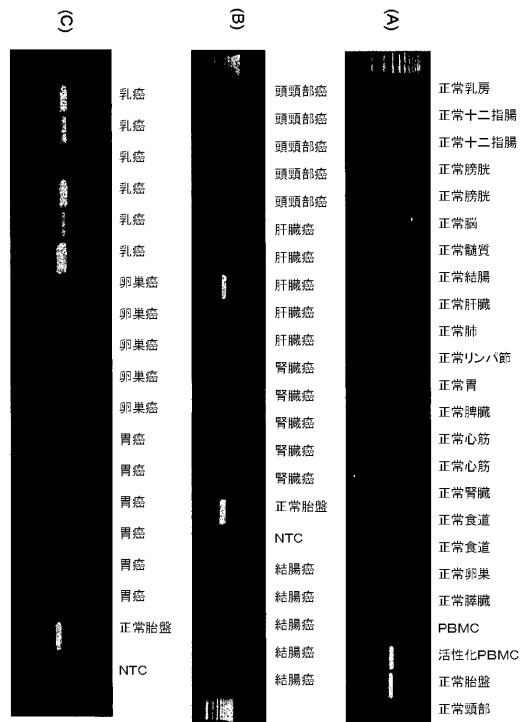 (C)
乳癌
乳癌
乳癌
乳癌
乳癌
乳癌
卵巣癌
卵巣癌
卵巣癌
卵巣癌
卵巣癌
胃癌
胃癌
胃癌
胃癌
胃癌
胃癌
正常胎盤
NTC
(B)
頭頸部癌
頭頸部癌
頭頸部癌
頭頸部癌
頭頸部癌
肝臓癌
肝臓癌
肝臓癌
肝臓癌
肝臓癌
腎臓癌
腎臓癌
腎臓癌
腎臓癌
腎臓癌
正常胎盤
NTC
結腸癌
結腸癌
結腸癌
結腸癌
結腸癌
(A)
正常乳房
正常十二指腸
正常十二指腸
正常膀胱
正常膀胱
正常脳
正常髄質
正常結腸
正常肝臓
正常肺
正常リンパ節
正常胃
正常脾臓
正常心筋
正常心筋
正常腎臓
正常食道
正常食道
正常卵巣
正常膵臓
PBMC
活性化PBMC
正常胎盤
正常頸部